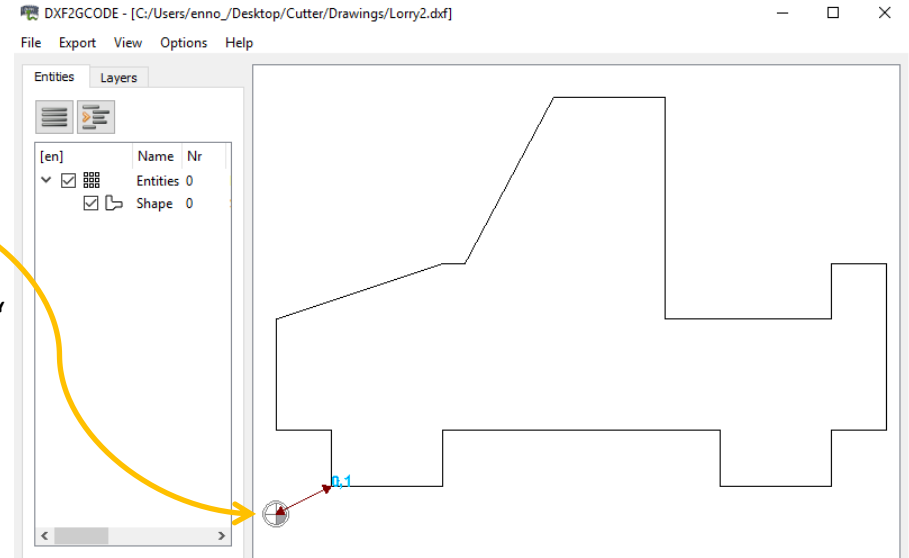 DXF2GCODE - [C:/Users/enno_/Desktop/Cutter/Drawings/Lorry2.dxf]
File Export View Options Help
Entities Layers
[en] Name Nr
Entities 0
Shape 0
Y
0,1